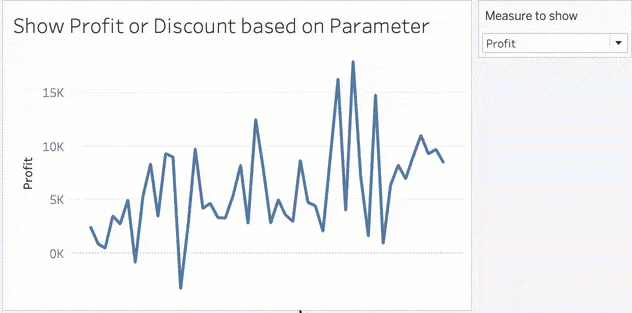 Show Profit or Discount based on Parameter
Measure to show
Profit
15K
10K
5K
0K
Profit